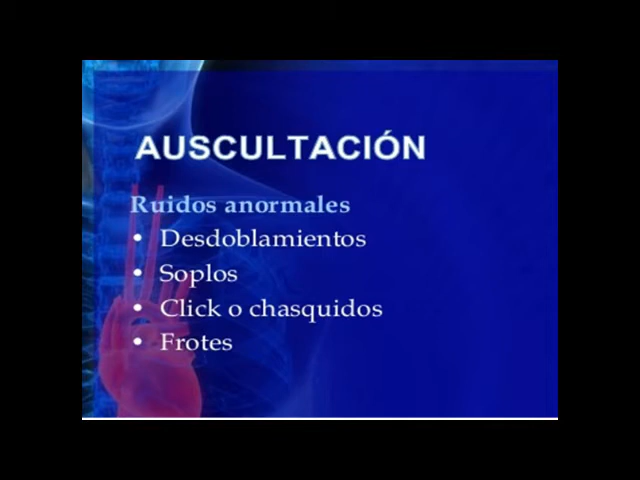 AUSCULTACIÓN
Ruidos anormales
• Desdoblamientos
• Soplos
• Click o chasquidos
• Frotes